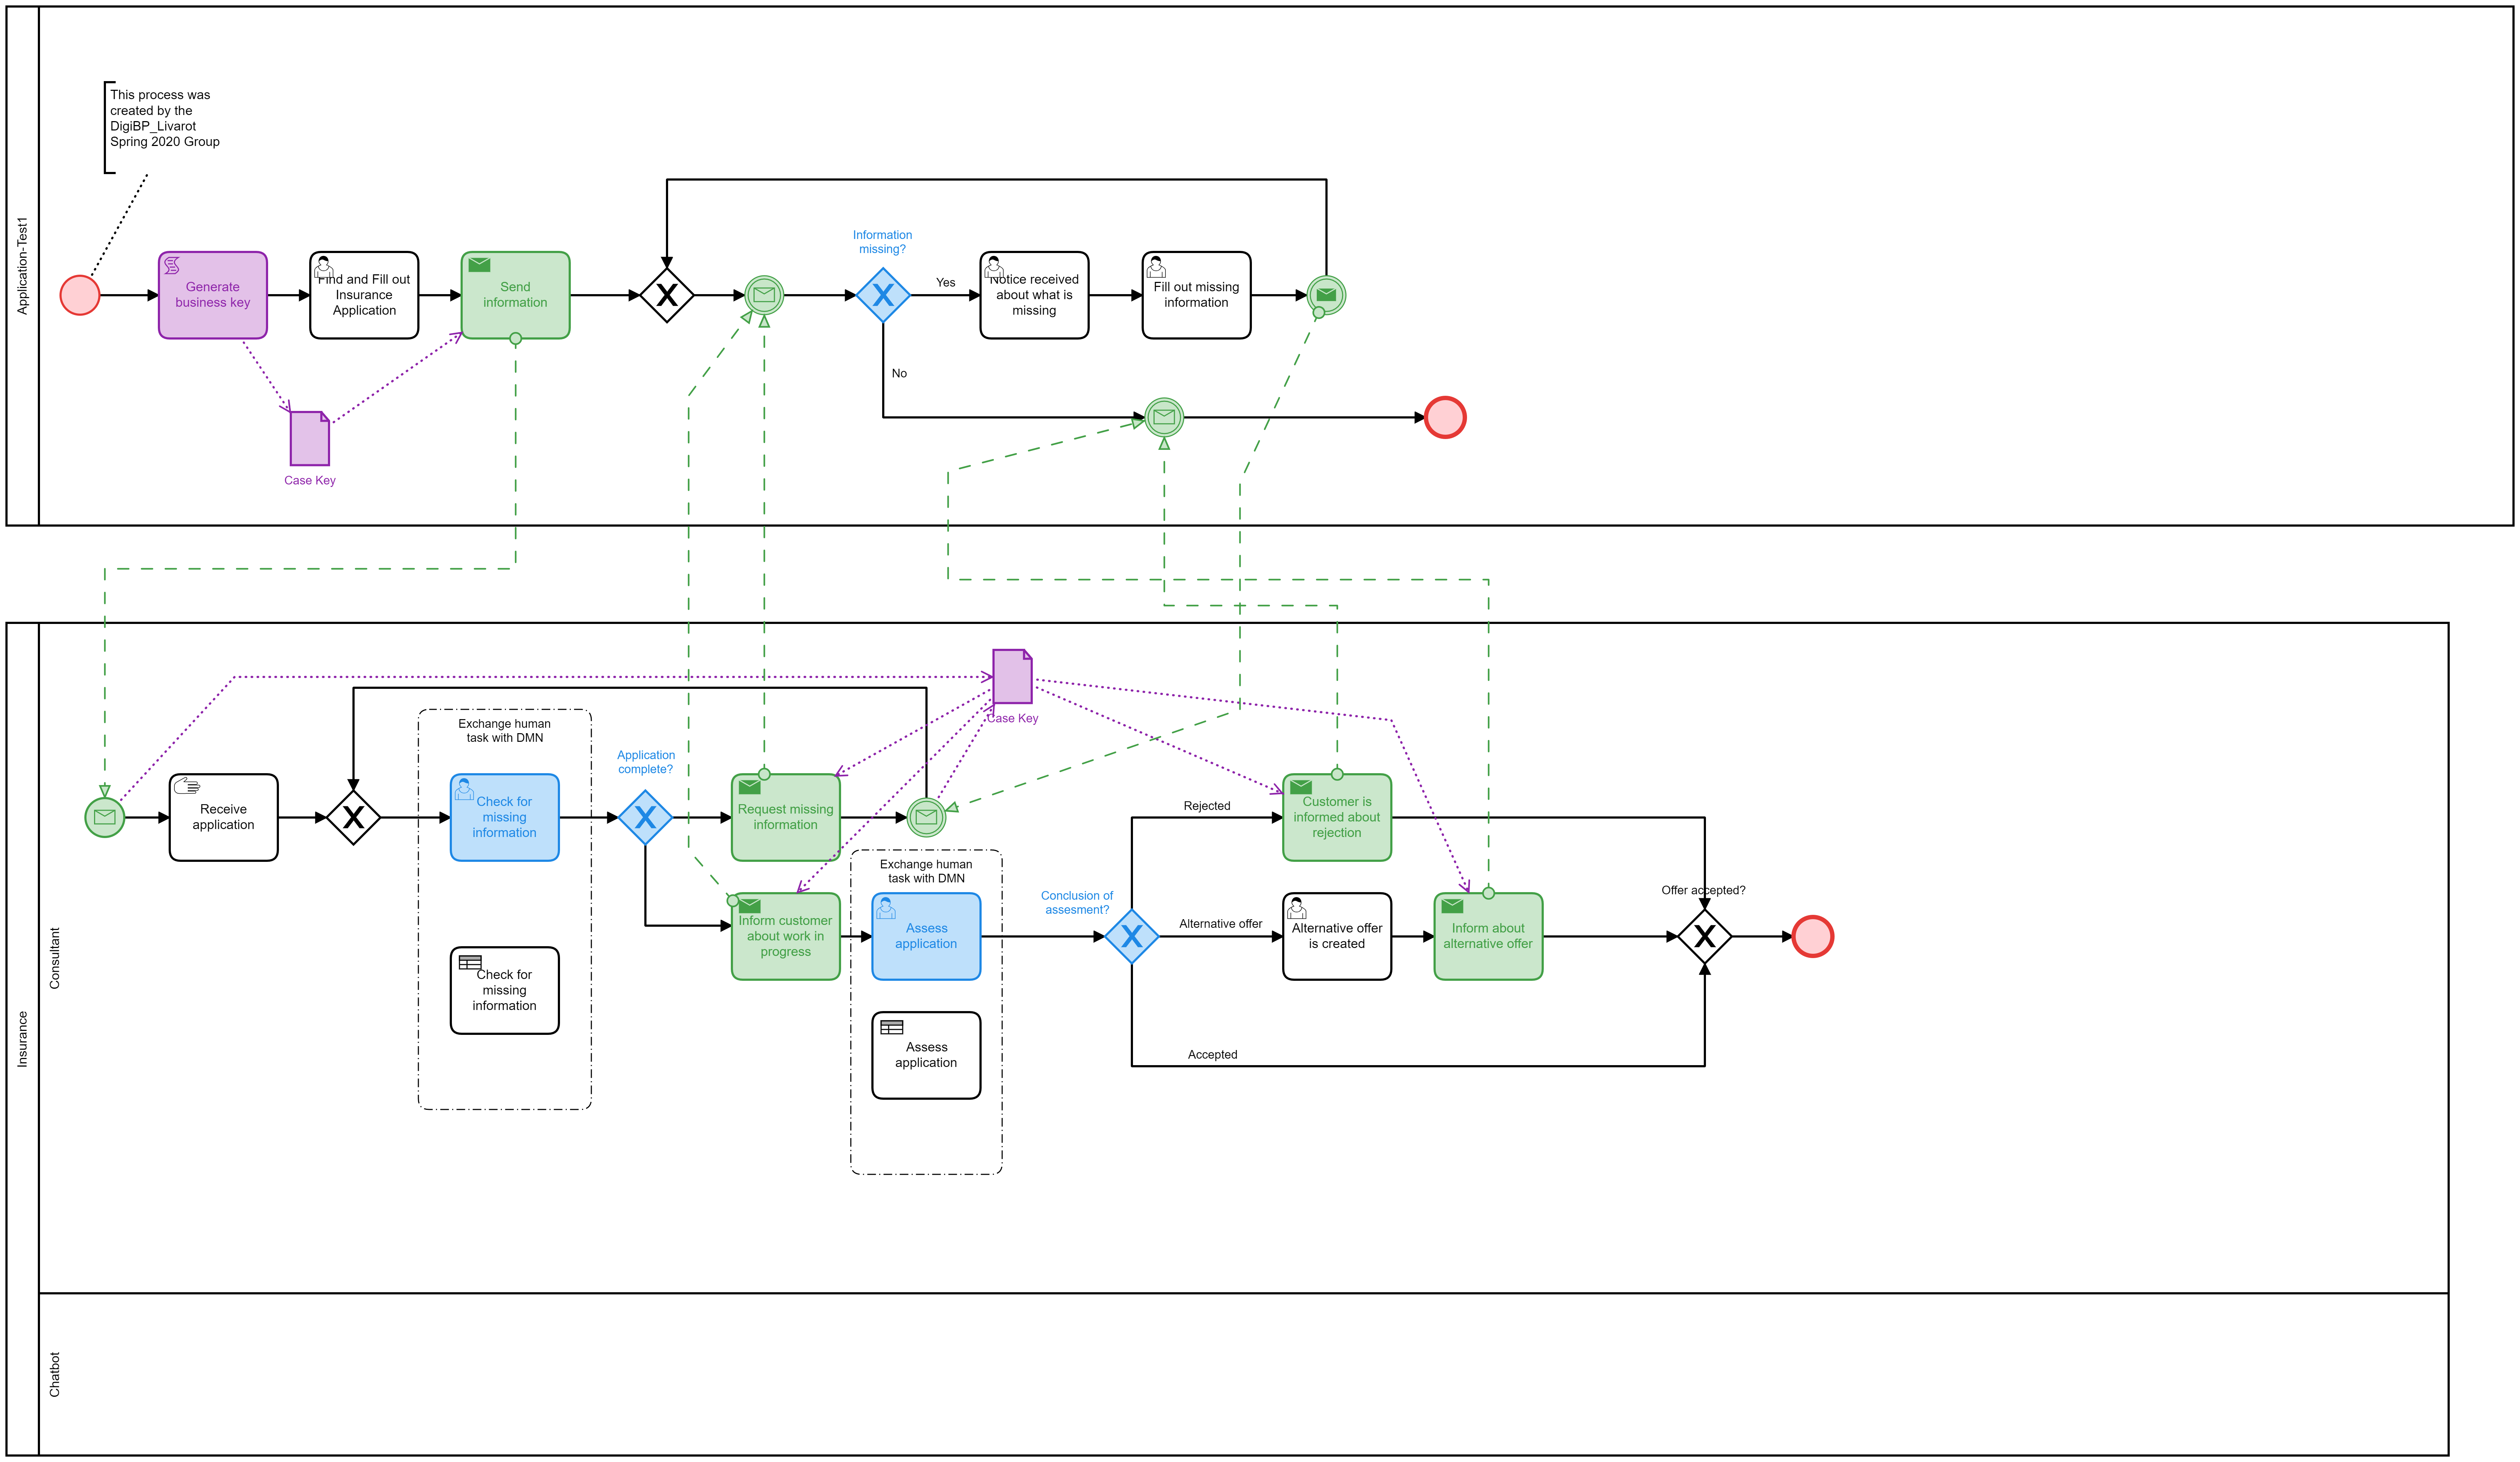 Application-Test1
This process was
created by the
DigiBP_Livarot
Spring 2020 Group
Generate
business key
Find and Fill out
Insurance
Application
Send
information
Case Key
Information
missing?
Yes
No
Notice received
about what is
missing
Fill out missing
information
Insurance
Consultant
Chatbot
Receive
application
Exchange human
task with DMN
Check for
missing
information
Check for
missing
information
Application
complete?
Request missing
information
Inform customer
about work in
progress
Case Key
Exchange human
task with DMN
Assess
application
Assess
application
Conclusion of
assesment?
Rejected
Alternative offer
Accepted
Customer is
informed about
rejection
Alternative offer
is created
Inform about
alternative offer
Offer accepted?